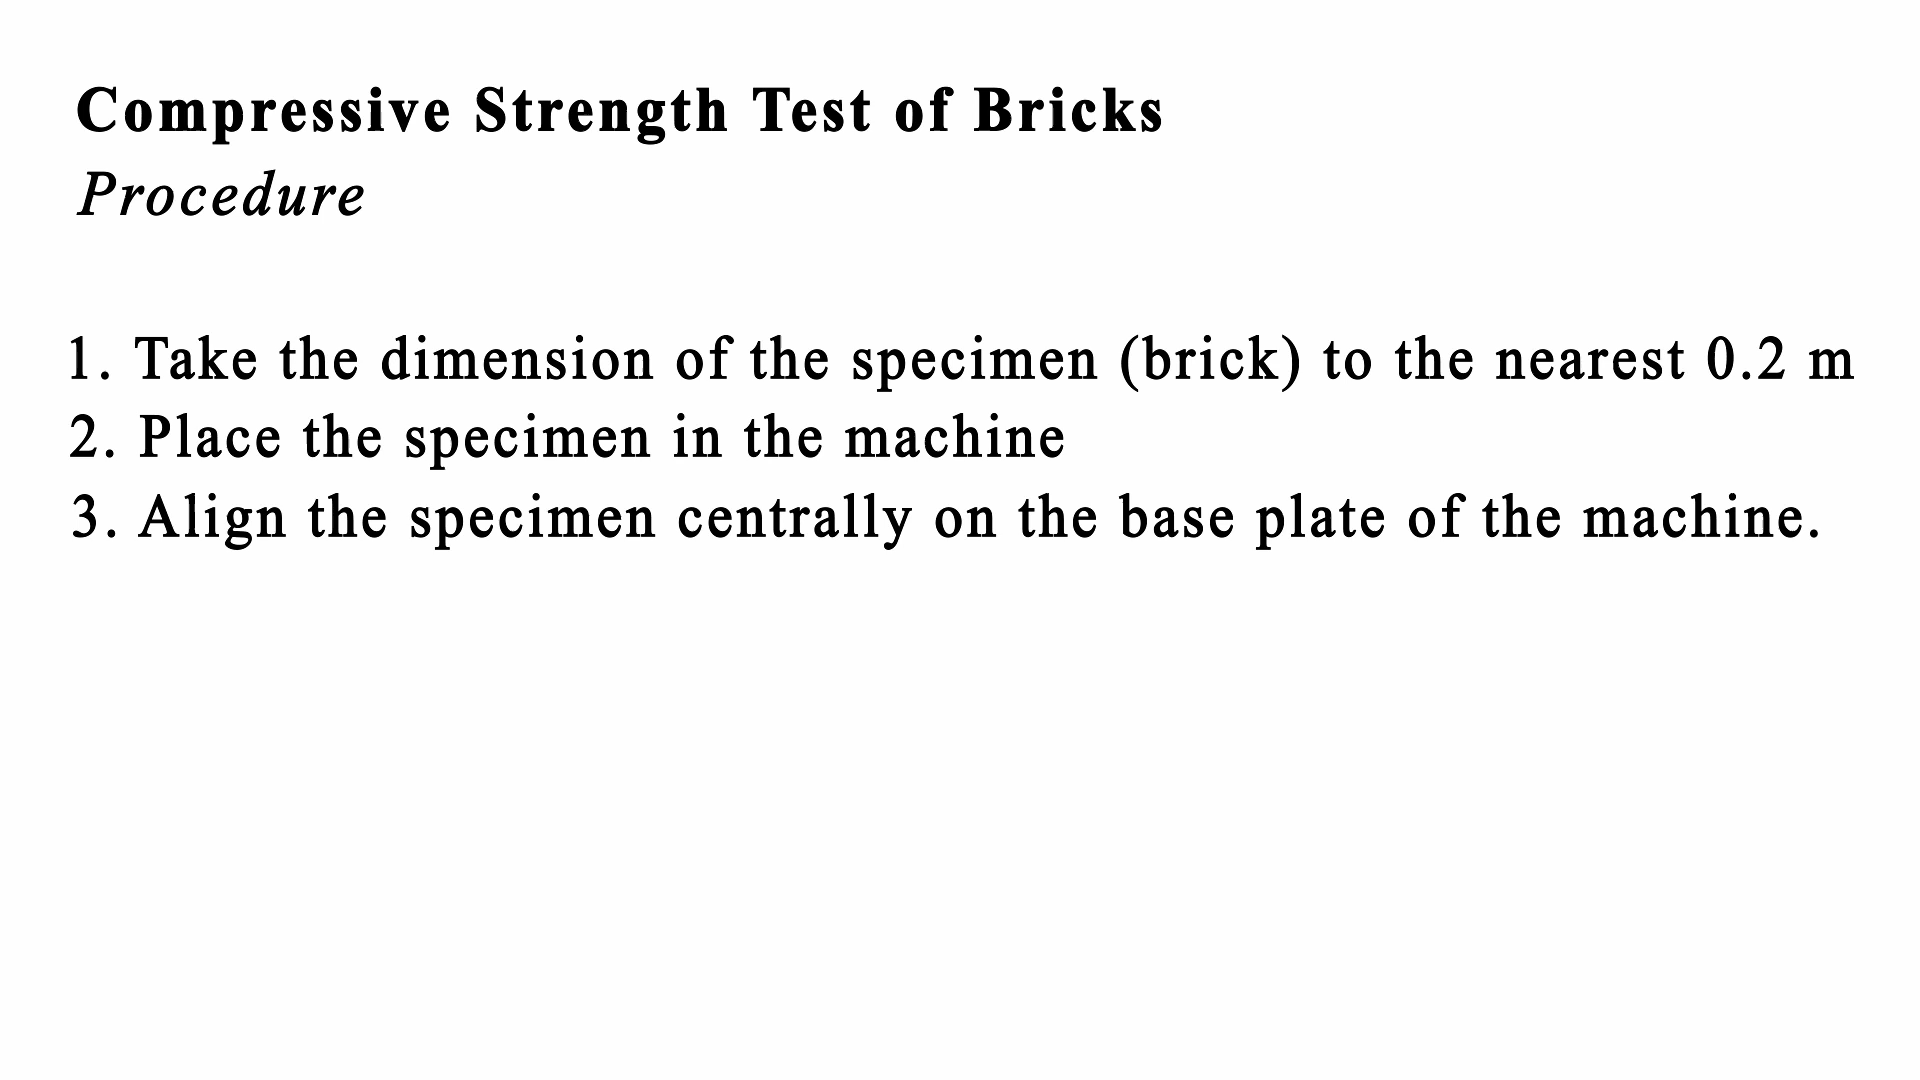 Compressive Strength Test of Bricks
Procedure
1. Take the dimension of the specimen (brick) to the nearest 0.2 m
2. Place the specimen in the machine
3. Align the specimen centrally on the base plate of the machine.